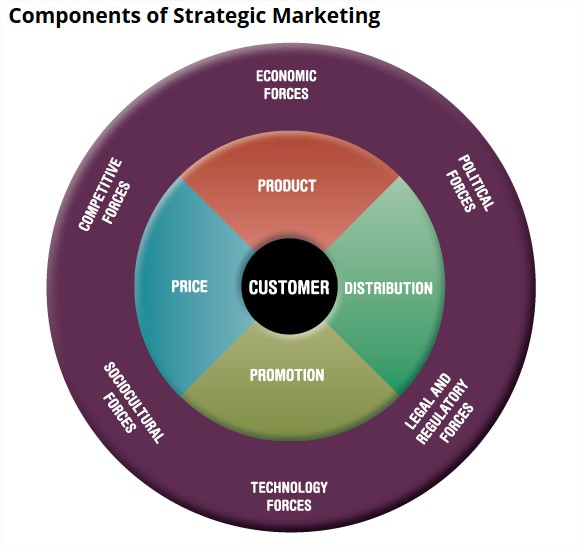 Components of Strategic Marketing
ECONOMIC
FORCES
POLITICAL
FORCES
COMPETITIVE
FORCES
PRODUCT
PRICE
CUSTOMER
DISTRIBUTION
PROMOTION
SOCIOCULTURAL
FORCES
LEGAL AND
REGULATORY
FORCES
TECHNOLOGY
FORCES